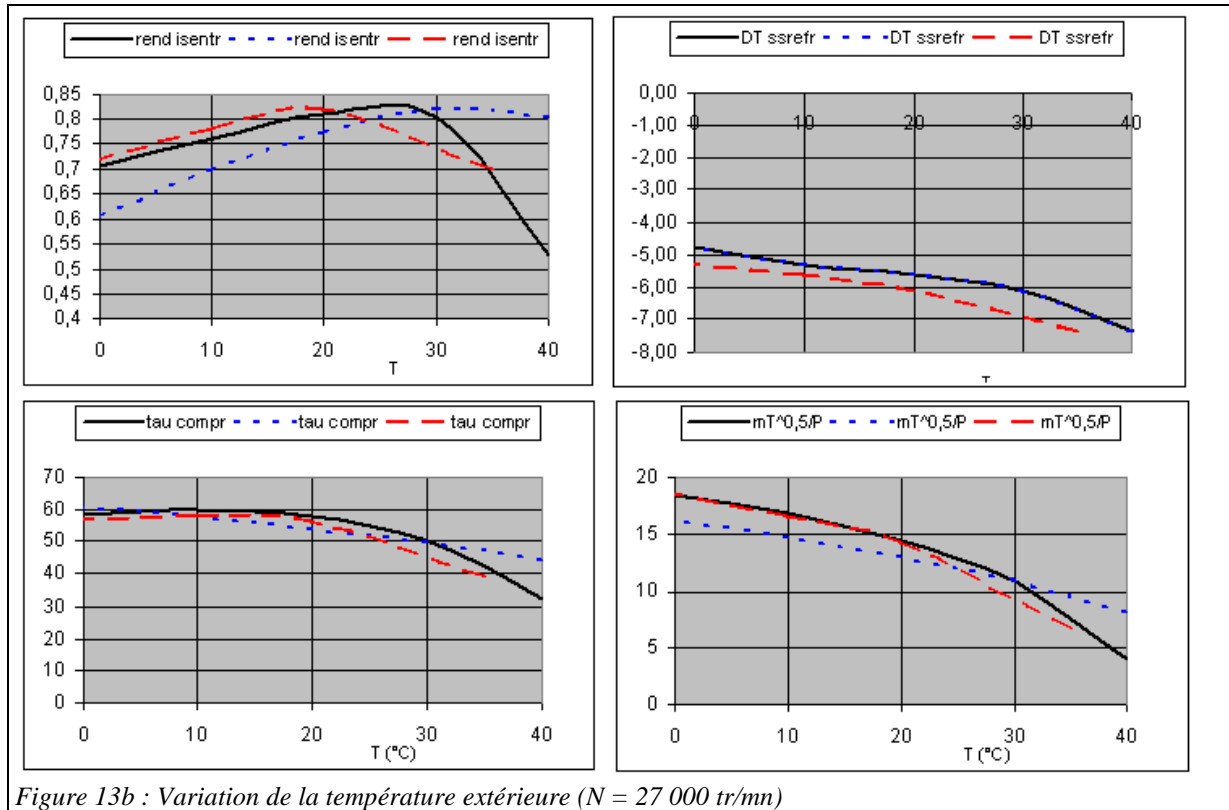 rend isentr rend isentr rend isentr
0,85
0,8
0,75
0,7
0,65
0,6
0,55
0,5
0,45
0,4
0 10 20 30 40
T
DT ssrefr DT ssrefr DT ssrefr
0,00
-1,00
-2,00
-3,00
-4,00
-5,00
-6,00
-7,00
-8,00
0 10 20 30 40
tau compr tau compr tau compr
70
60
50
40
30
20
10
0
0 10 20 30 40
T (°C)
mT^0,5/P mT^0,5/P mT^0,5/P
20
15
10
5
0
0 10 20 30 40
T (°C)
Figure 13b : Variation de la température extérieure (N = 27 000 tr/mn)